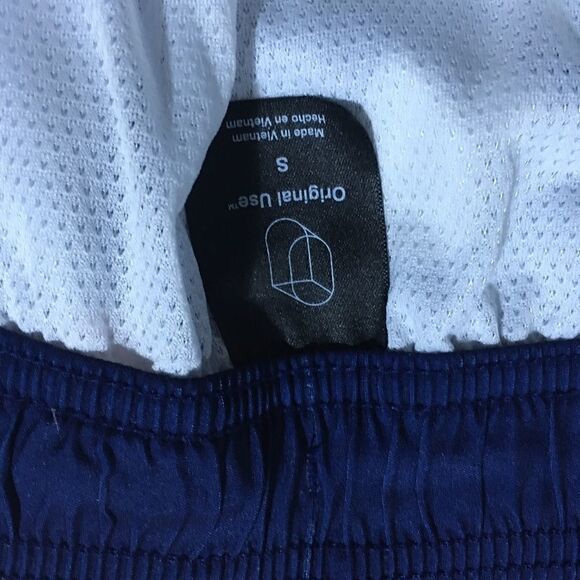 Original Use™
S
Made in Vietnam
Hecho en Vietnam